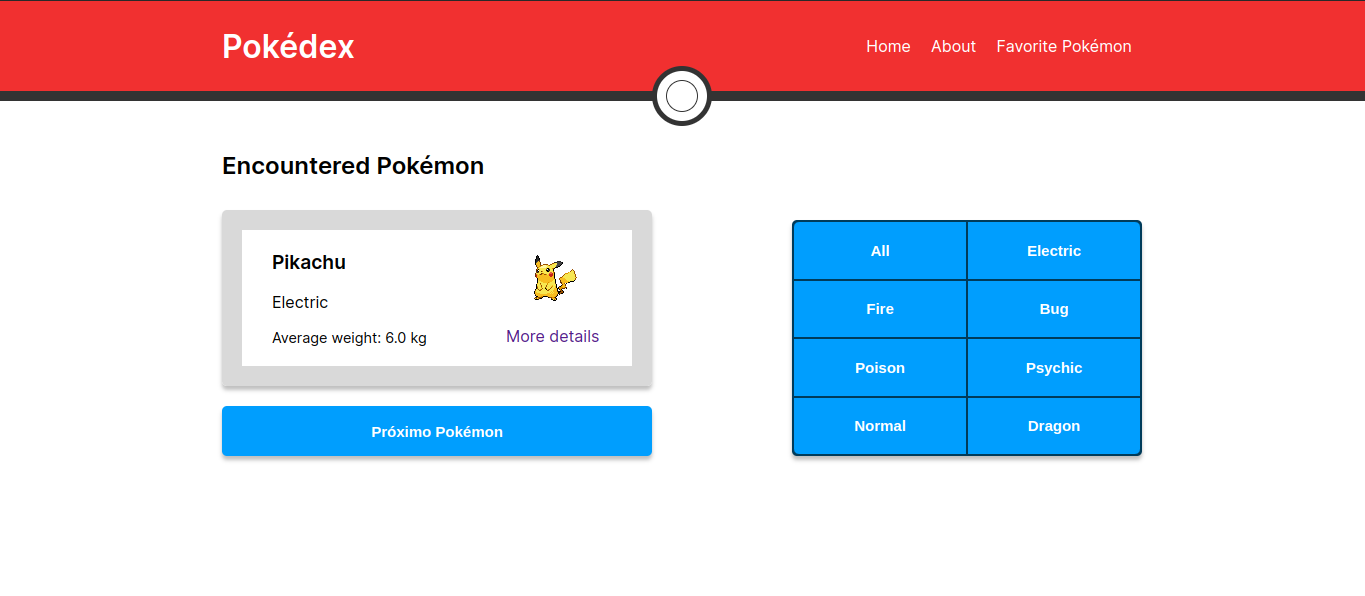 Pokédex
Home About Favorite Pokémon
Encountered Pokémon
Pikachu
Electric
Average weight: 6.0 kg
More details
Próximo Pokémon
All Electric
Fire Bug
Poison Psychic
Normal Dragon